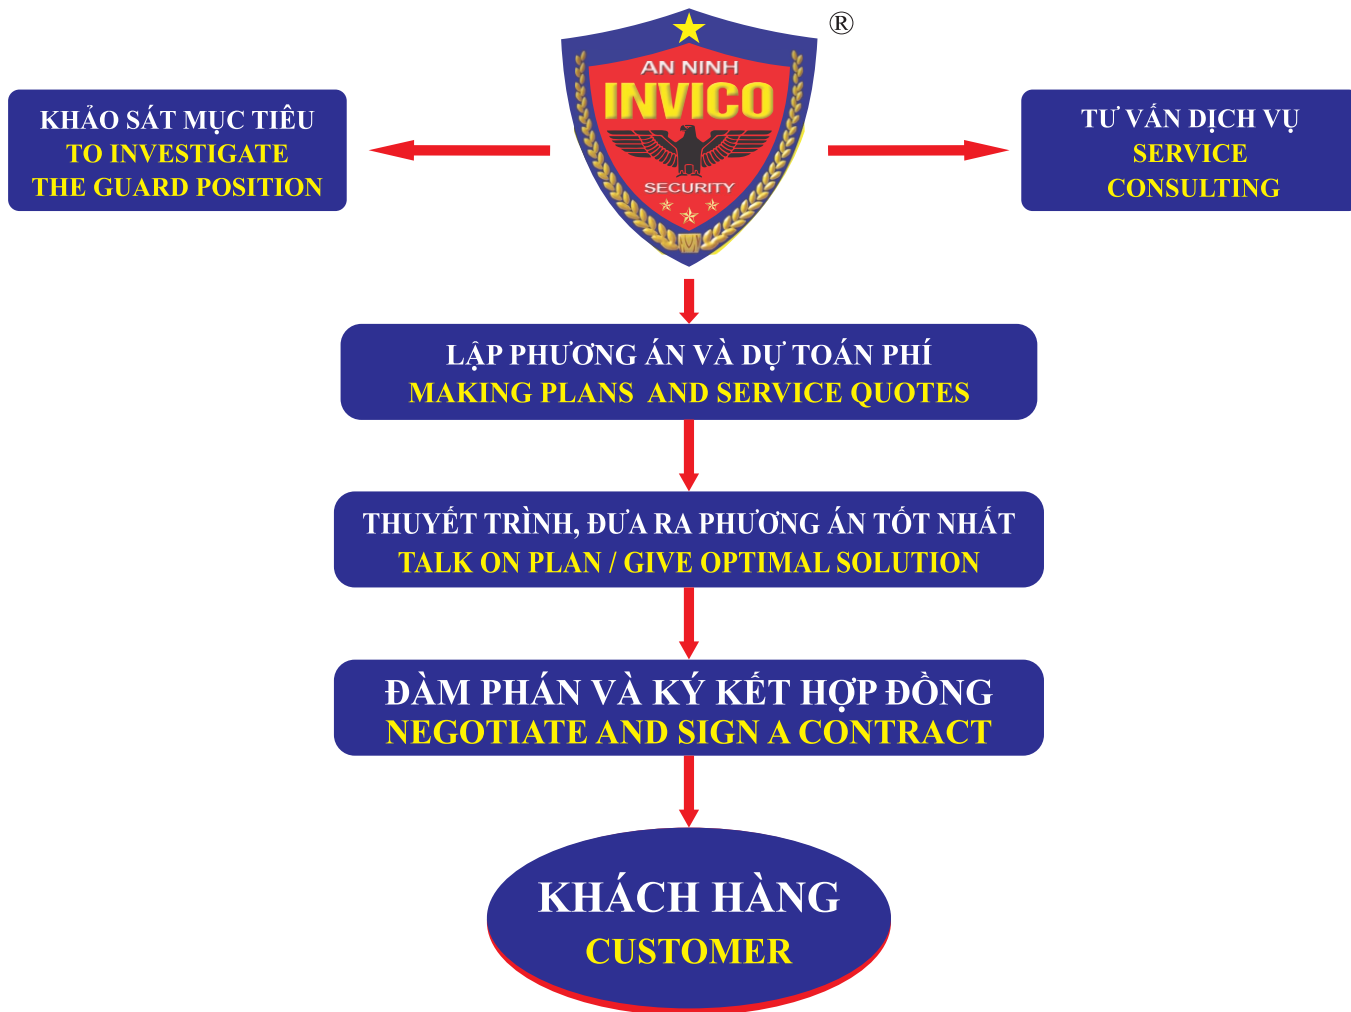 ®
AN NINH
INVICO
SECURITY
KHẢO SÁT MỤC TIÊU
TO INVESTIGATE
THE GUARD POSITION
TƯ VẤN DỊCH VỤ
SERVICE
CONSULTING
LẬP PHƯƠNG ÁN VÀ DỰ TOÁN PHÍ
MAKING PLANS AND SERVICE QUOTES
THUYẾT TRÌNH, ĐƯA RA PHƯƠNG ÁN TỐT NHẤT
TALK ON PLAN / GIVE OPTIMAL SOLUTION
ĐÀM PHÁN VÀ KÝ KẾT HỢP ĐỒNG
NEGOTIATE AND SIGN A CONTRACT
KHÁCH HÀNG
CUSTOMER